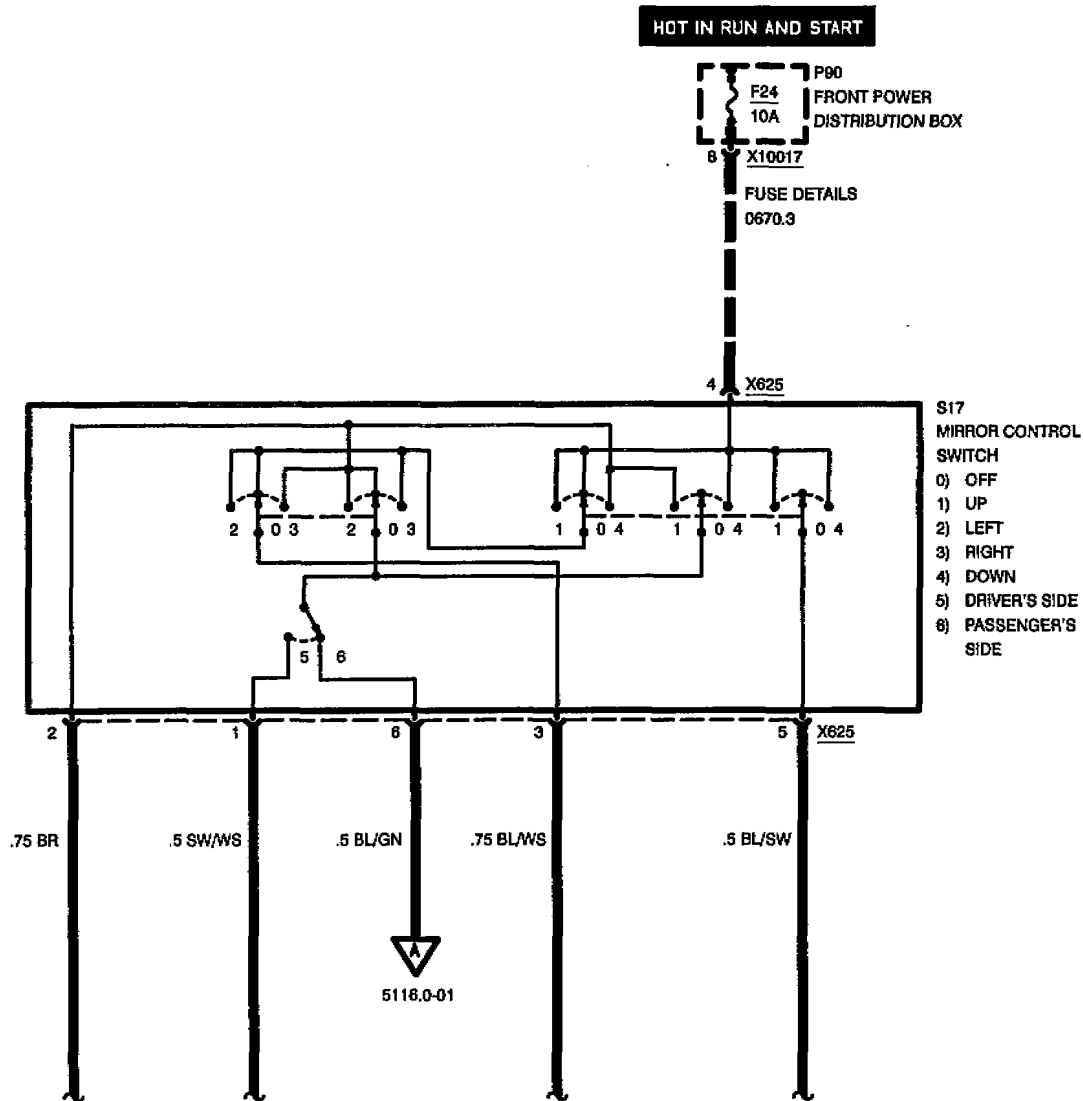 HOT IN RUN AND START
P90
F24
FRONT POWER
10A
DISTRIBUTION BOX
8 X10017
FUSE DETAILS
0670.3
4 X625
S17
MIRROR CONTROL
SWITCH
0) OFF
1) UP
2) LEFT
3) RIGHT
4) DOWN
5) DRIVER'S SIDE
6) PASSENGER'S
SIDE
2 0 3 2 0 3 1 0 4 1 0 4 1 0 4
5 6
2 1 6 3 5 X625
.75 BR .5 SW/WS .5 BL/GN .75 BL/WS .5 BL/SW
A
5116.0-01